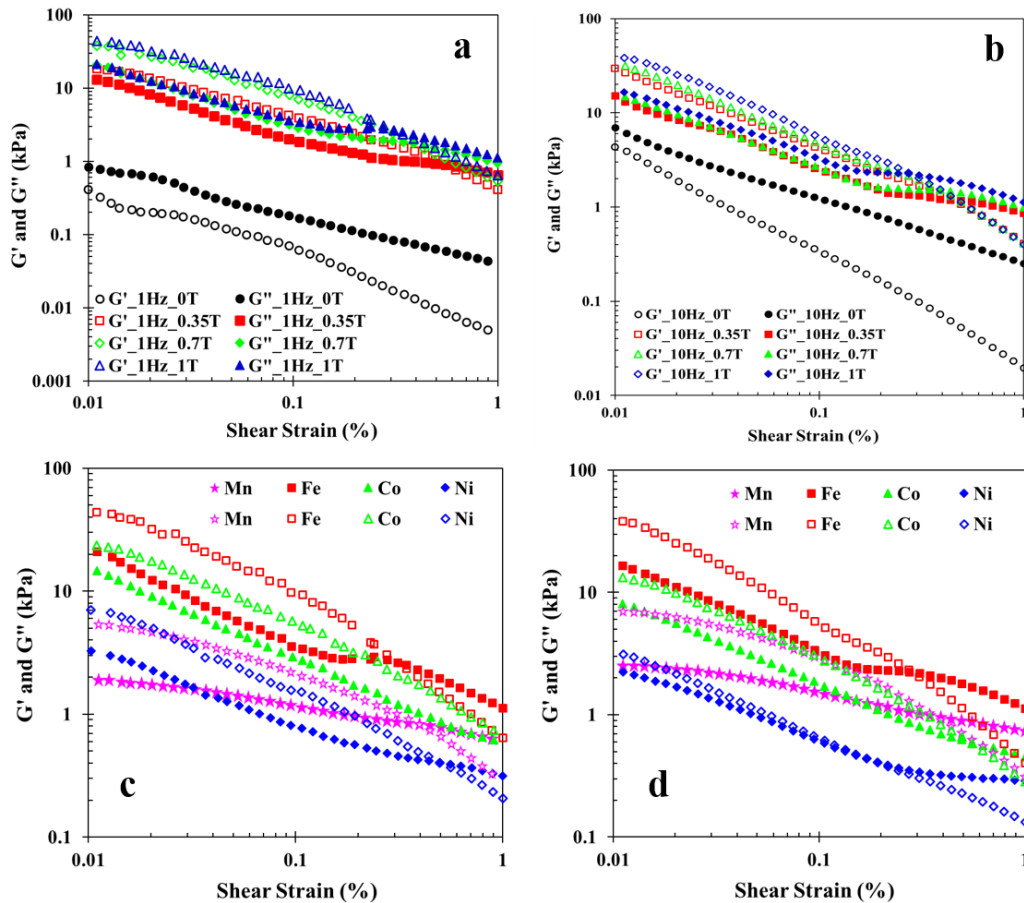 a
100
10
1
0.1
0.01
0.001
G' and G'' (kPa)
G'_1Hz_0T G''_1Hz_0T
G'_1Hz_0.35T G''_1Hz_0.35T
G'_1Hz_0.7T G''_1Hz_0.7T
G'_1Hz_1T G''_1Hz_1T
0.01 0.1 1
Shear Strain (%)
b
100
10
1
0.1
0.01
G' and G'' (kPa)
G'_10Hz_0T G''_10Hz_0T
G'_10Hz_0.35T G''_10Hz_0.35T
G'_10Hz_0.7T G''_10Hz_0.7T
G'_10Hz_1T G''_10Hz_1T
0.01 0.1 1
Shear Strain (%)
100
10
1
0.1
G' and G'' (kPa)
Mn Fe Co Ni
Mn Fe Co Ni
c
0.01 0.1 1
Shear Strain (%)
100
10
1
0.1
G' and G'' (kPa)
Mn Fe Co Ni
Mn Fe Co Ni
d
0.01 0.1 1
Shear Strain (%)